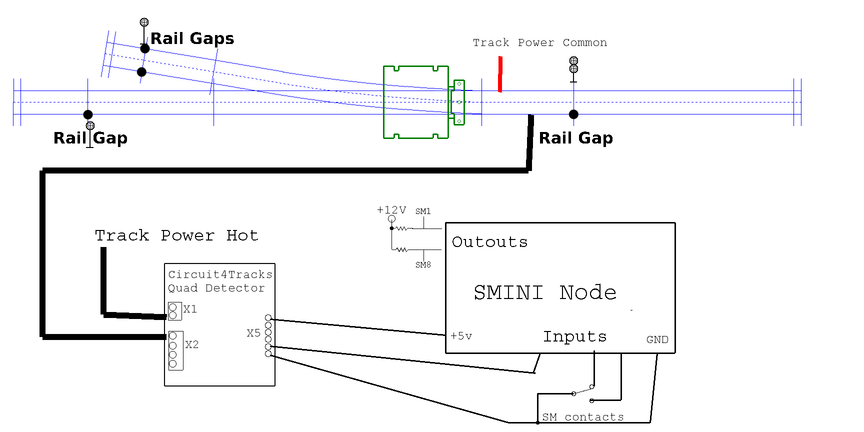 Rail Gaps
Track Power Common
Rail Gap
Rail Gap
+12V
SM1
Track Power Hot
Outouts
SM8
Circuit4Tracks
Quad Detector
SMINI Node
X1
X5
+5v
Inputs
GND
X2
SM contacts